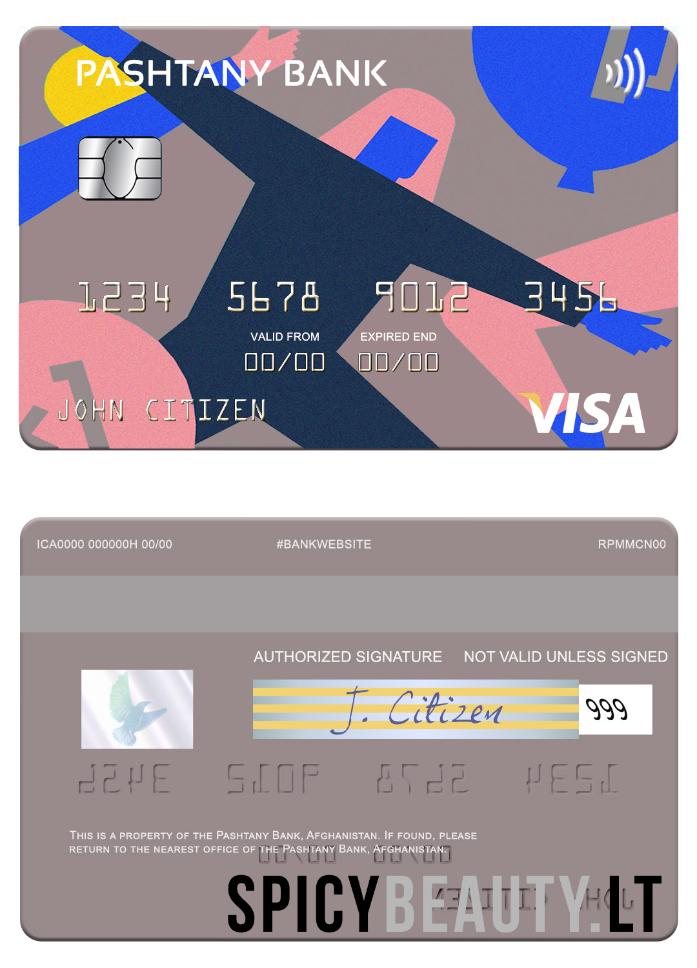 PASHTANY BANK
1234 5678 9012 3456
VALID FROM EXPIRED END
00/00 00/00
JOHN CITIZEN
VISA
ICA0000 000000H 00/00 #BANKWEBSITE RPMMCN00
AUTHORIZED SIGNATURE NOT VALID UNLESS SIGNED
J. Citizen 999
THIS IS A PROPERTY OF THE PASHTANY BANK, AFGHANISTAN. IF FOUND, PLEASE
RETURN TO THE NEAREST OFFICE OF THE PASHTANY BANK, AFGHANISTAN.
SPICYBEAUTY.LT